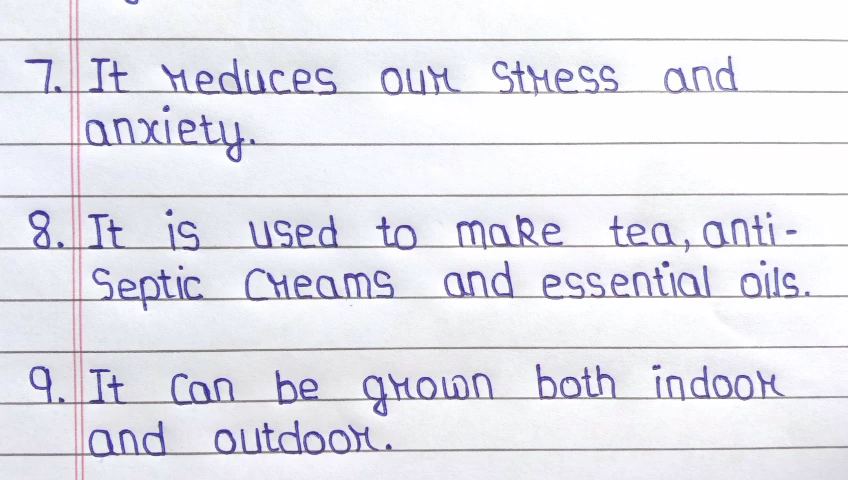 7. It reduces our stress and
anxiety.
8. It is used to make tea, anti-
Septic Creams and essential oils.
9. It Can be grown both indoor
and outdoor.